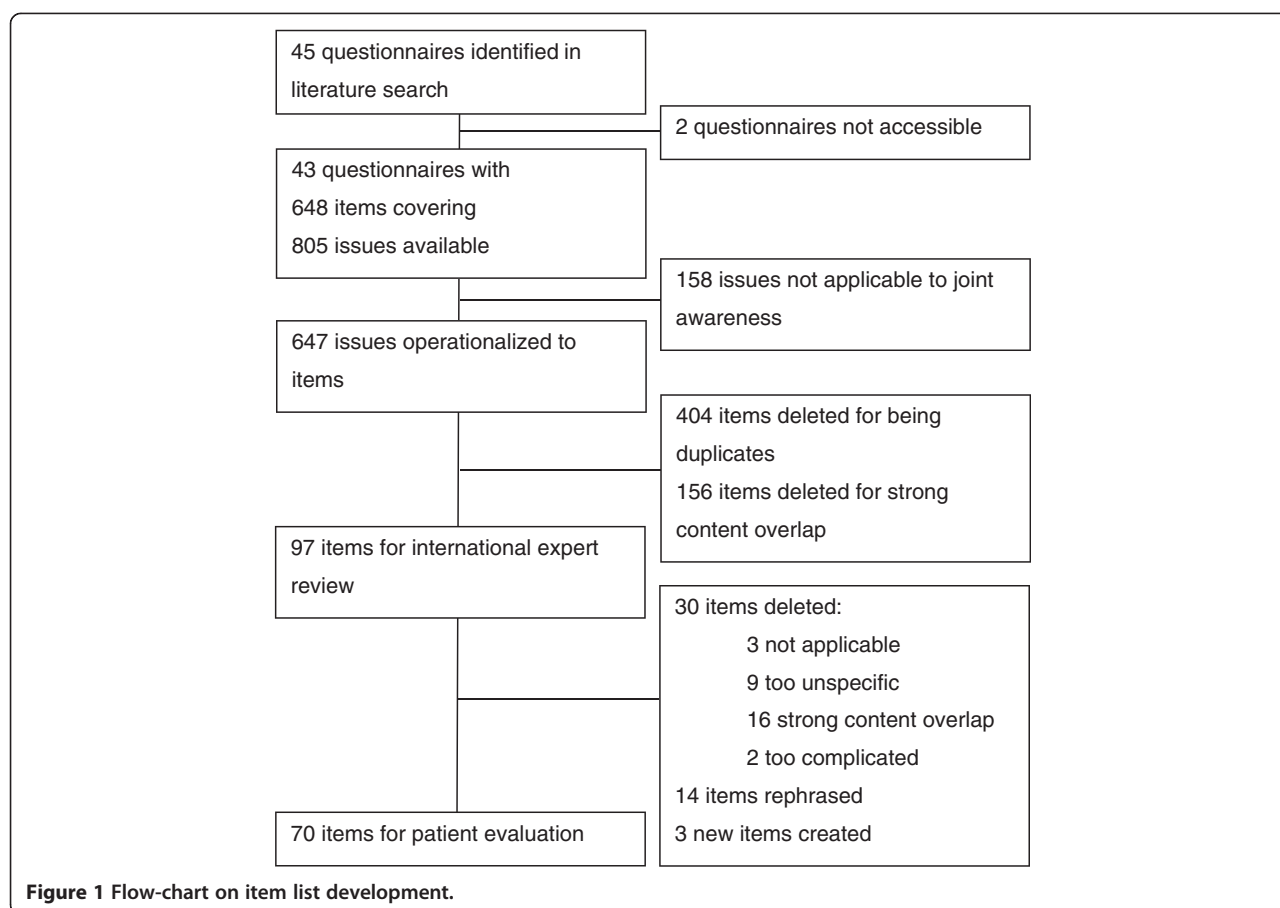 45 questionnaires identified in
literature search
2 questionnaires not accessible
43 questionnaires with
648 items covering
805 issues available
158 issues not applicable to joint
awareness
647 issues operationalized to
items
404 items deleted for being
duplicates
156 items deleted for strong
content overlap
97 items for international expert
review
30 items deleted:
3 not applicable
9 too unspecific
16 strong content overlap
2 too complicated
14 items rephrased
3 new items created
70 items for patient evaluation
Figure 1 Flow-chart on item list development.